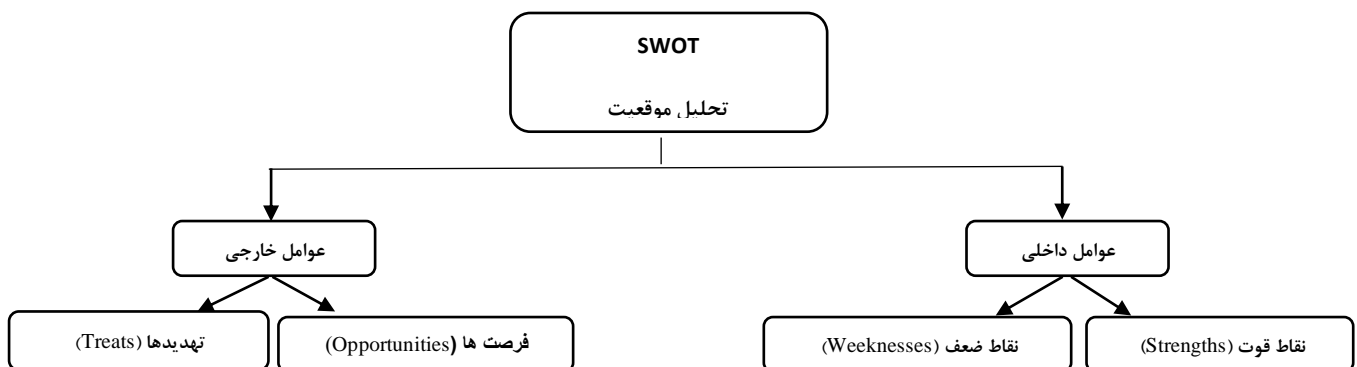 SWOT
تحلیل موقعیت
عوامل داخلی
عوامل خارجی
نقاط قوت (Strengths)
نقاط ضعف (Weeknesses)
فرصت ها (Opportunities)
تهدیدها (Treats)